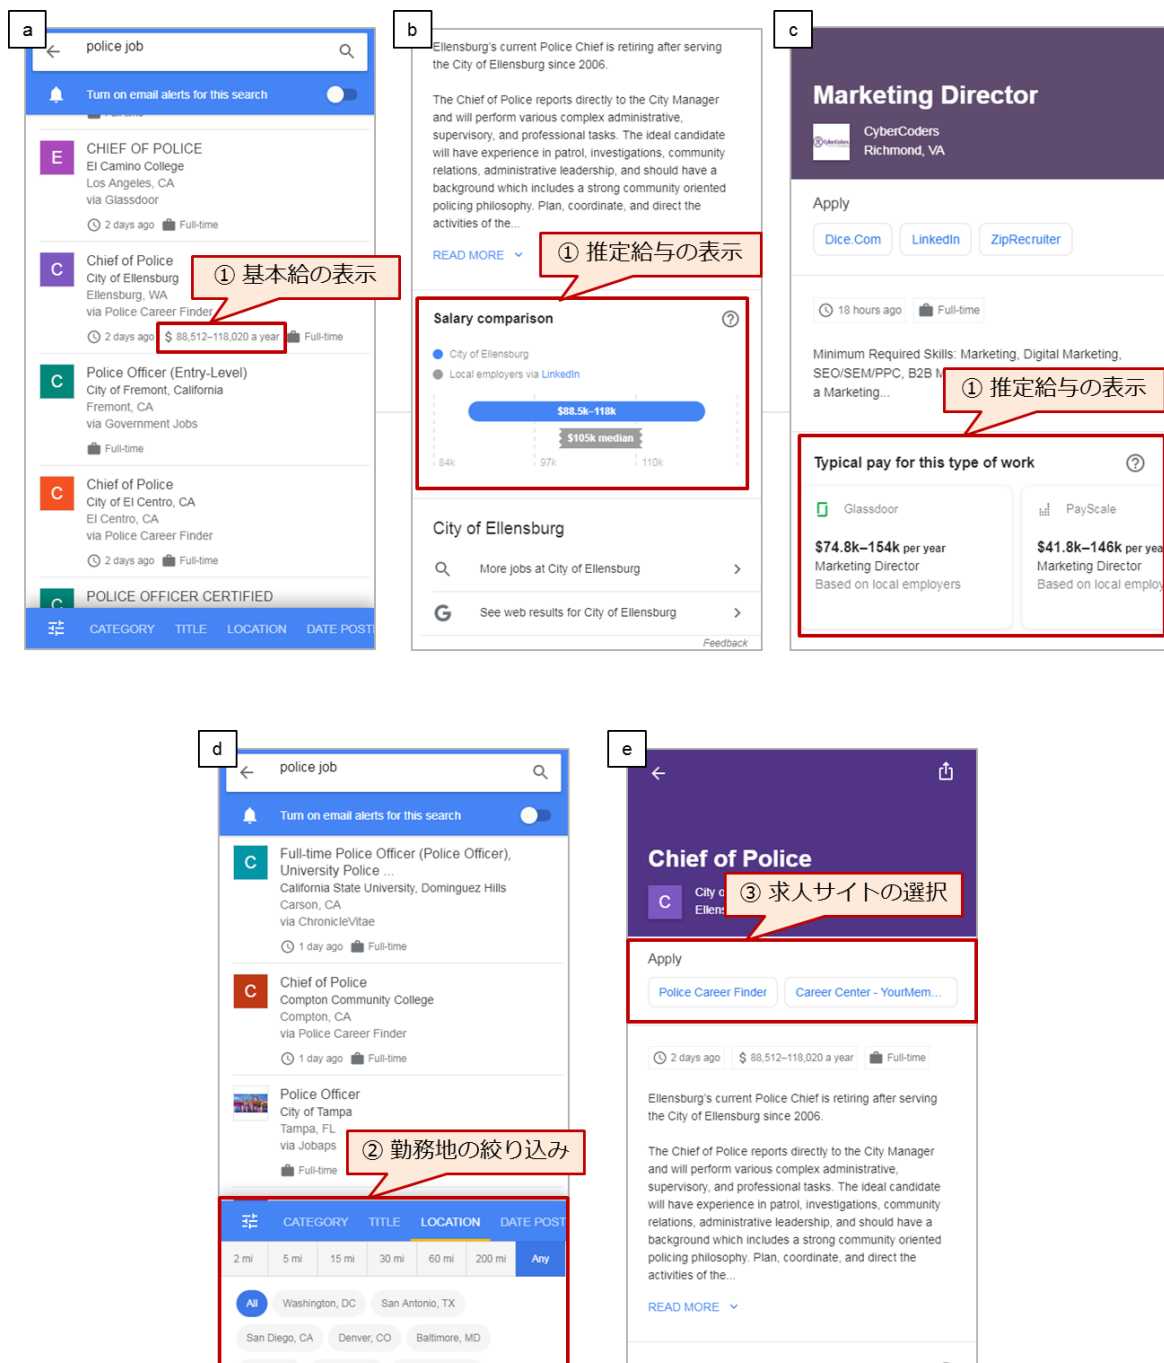 a
police job
Turn on email alerts for this search
Full-time
E
CHIEF OF POLICE
El Camino College
Los Angeles, CA
via Glassdoor
2 days ago Full-time
C
Chief of Police
City of Ellensburg
Ellensburg, WA
via Police Career Finder
① 基本給の表示
2 days ago $ 88,512–118,020 a year Full-time
C
Police Officer (Entry-Level)
City of Fremont, California
Fremont, CA
via Government Jobs
Full-time
C
Chief of Police
City of El Centro, CA
El Centro, CA
via Police Career Finder
2 days ago Full-time
C
POLICE OFFICER CERTIFIED
CATEGORY TITLE LOCATION DATE POST
b
Ellensburg's current Police Chief is retiring after serving
the City of Ellensburg since 2006.
The Chief of Police reports directly to the City Manager
and will perform various complex administrative,
supervisory, and professional tasks. The ideal candidate
will have experience in patrol, investigations, community
relations, administrative leadership, and should have a
background which includes a strong community oriented
policing philosophy. Plan, coordinate, and direct the
activities of the...
READ MORE
① 推定給与の表示
Salary comparison
City of Ellensburg
Local employers via LinkedIn
$88.5k–118k
$105k median
84k 97k 110k
City of Ellensburg
More jobs at City of Ellensburg
G See web results for City of Ellensburg
Feedback
c
Marketing Director
CyberCoders
CyberCoders
Richmond, VA
Apply
Dice.Com LinkedIn ZipRecruiter
18 hours ago Full-time
Minimum Required Skills: Marketing, Digital Marketing,
SEO/SEM/PPC, B2B M
a Marketing...
① 推定給与の表示
Typical pay for this type of work
Glassdoor
$74.8k–154k per year
Marketing Director
Based on local employers
PayScale
$41.8k–146k per yea
Marketing Director
Based on local employ
d
police job
Turn on email alerts for this search
C
Full-time Police Officer (Police Officer),
University Police ...
California State University, Dominguez Hills
Carson, CA
via ChronicleVitae
1 day ago Full-time
C
Chief of Police
Compton Community College
Compton, CA
via Police Career Finder
1 day ago Full-time
Police Officer
City of Tampa
Tampa, FL
via Jobaps
Full-time
② 勤務地の絞り込み
CATEGORY TITLE LOCATION DATE POST
2 mi 5 mi 15 mi 30 mi 60 mi 200 mi Any
All Washington, DC San Antonio, TX
San Diego, CA Denver, CO Baltimore, MD
e
Chief of Police
C
City o
Ellens
③ 求人サイトの選択
Apply
Police Career Finder Career Center - YourMem...
2 days ago $ 88,512–118,020 a year Full-time
Ellensburg's current Police Chief is retiring after serving
the City of Ellensburg since 2006.
The Chief of Police reports directly to the City Manager
and will perform various complex administrative,
supervisory, and professional tasks. The ideal candidate
will have experience in patrol, investigations, community
relations, administrative leadership, and should have a
background which includes a strong community oriented
policing philosophy. Plan, coordinate, and direct the
activities of the...
READ MORE